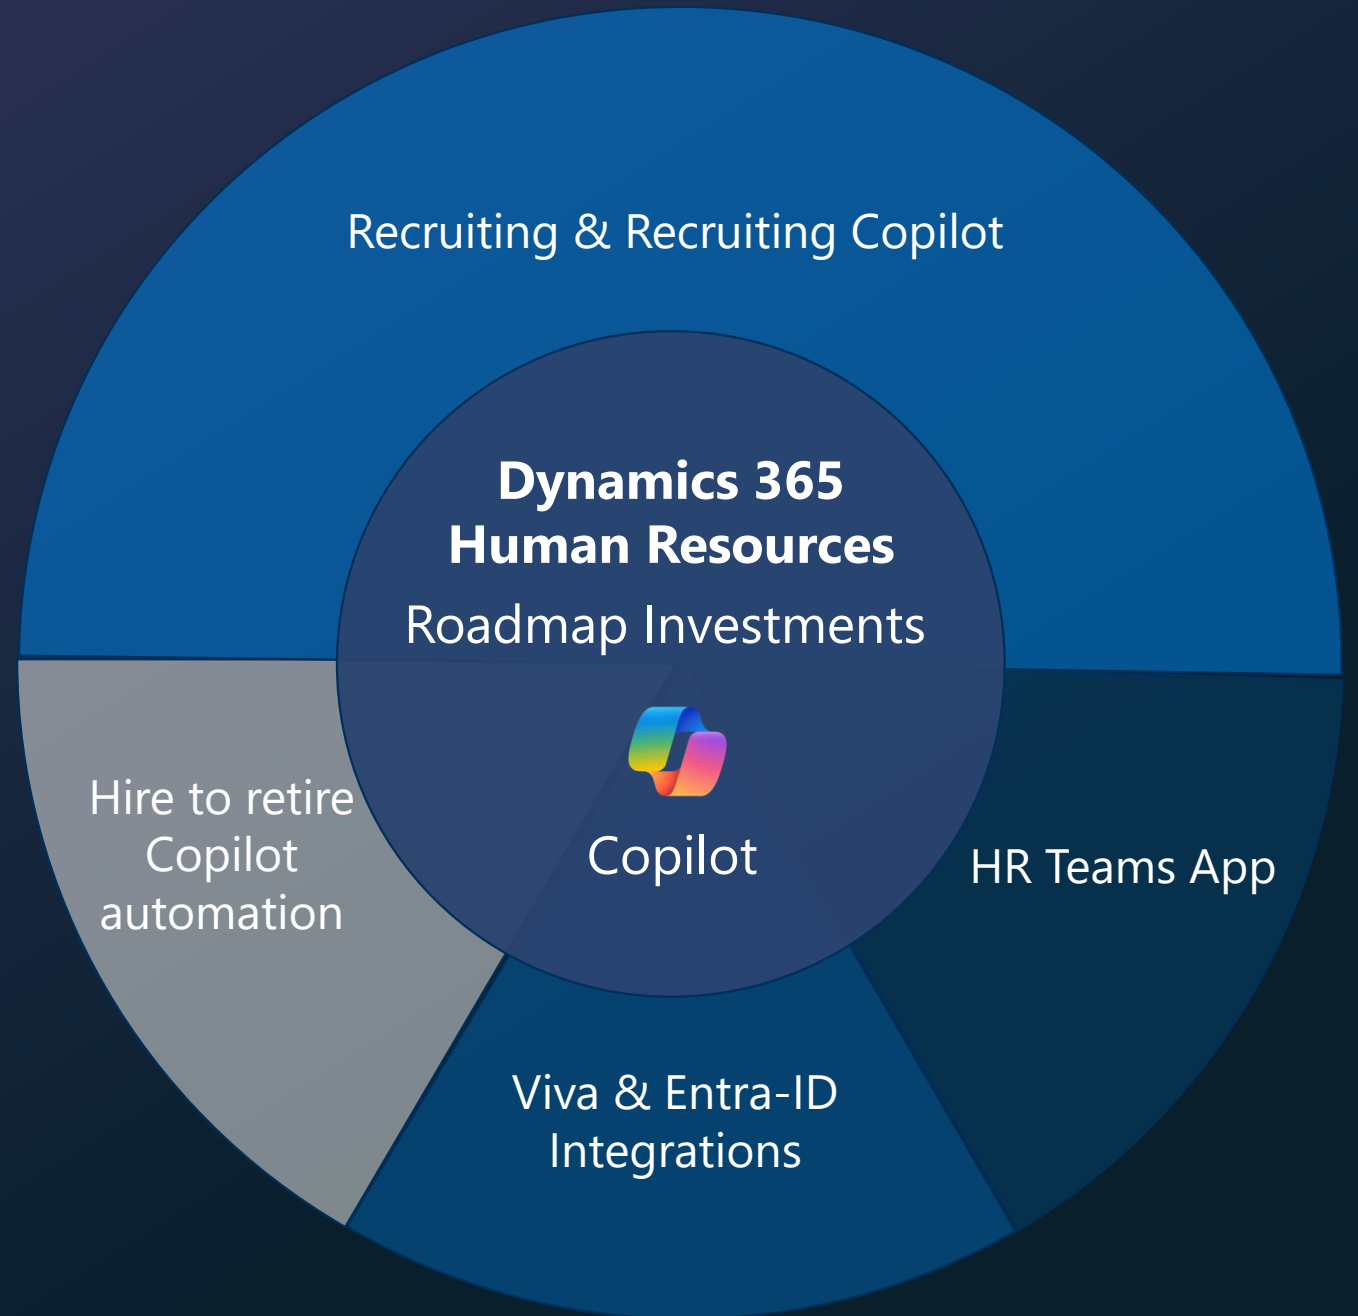 Recruiting & Recruiting Copilot
Dynamics 365
Human Resources
Roadmap Investments
Copilot
Hire to retire
Copilot
automation
HR Teams App
Viva & Entra-ID
Integrations